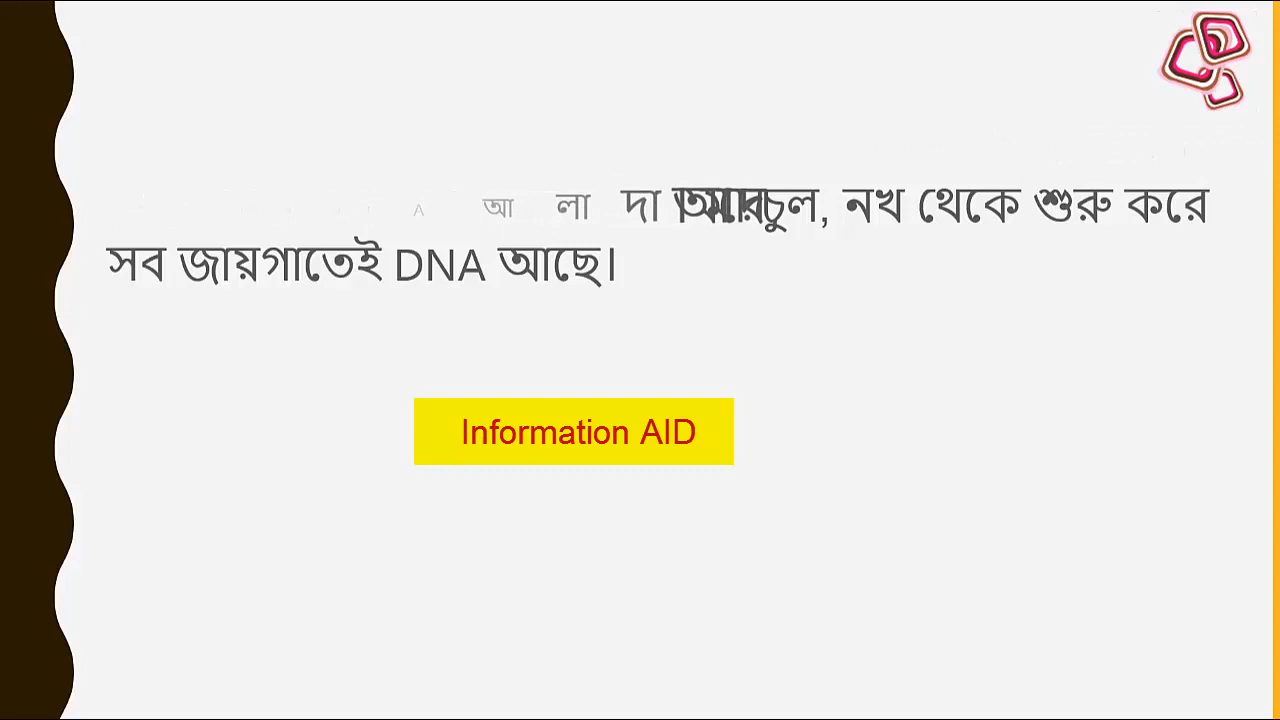 A আ লা দা চুল, নখ থেকে শুরু করে
সব জায়গাতেই DNA আছে।
Information AID